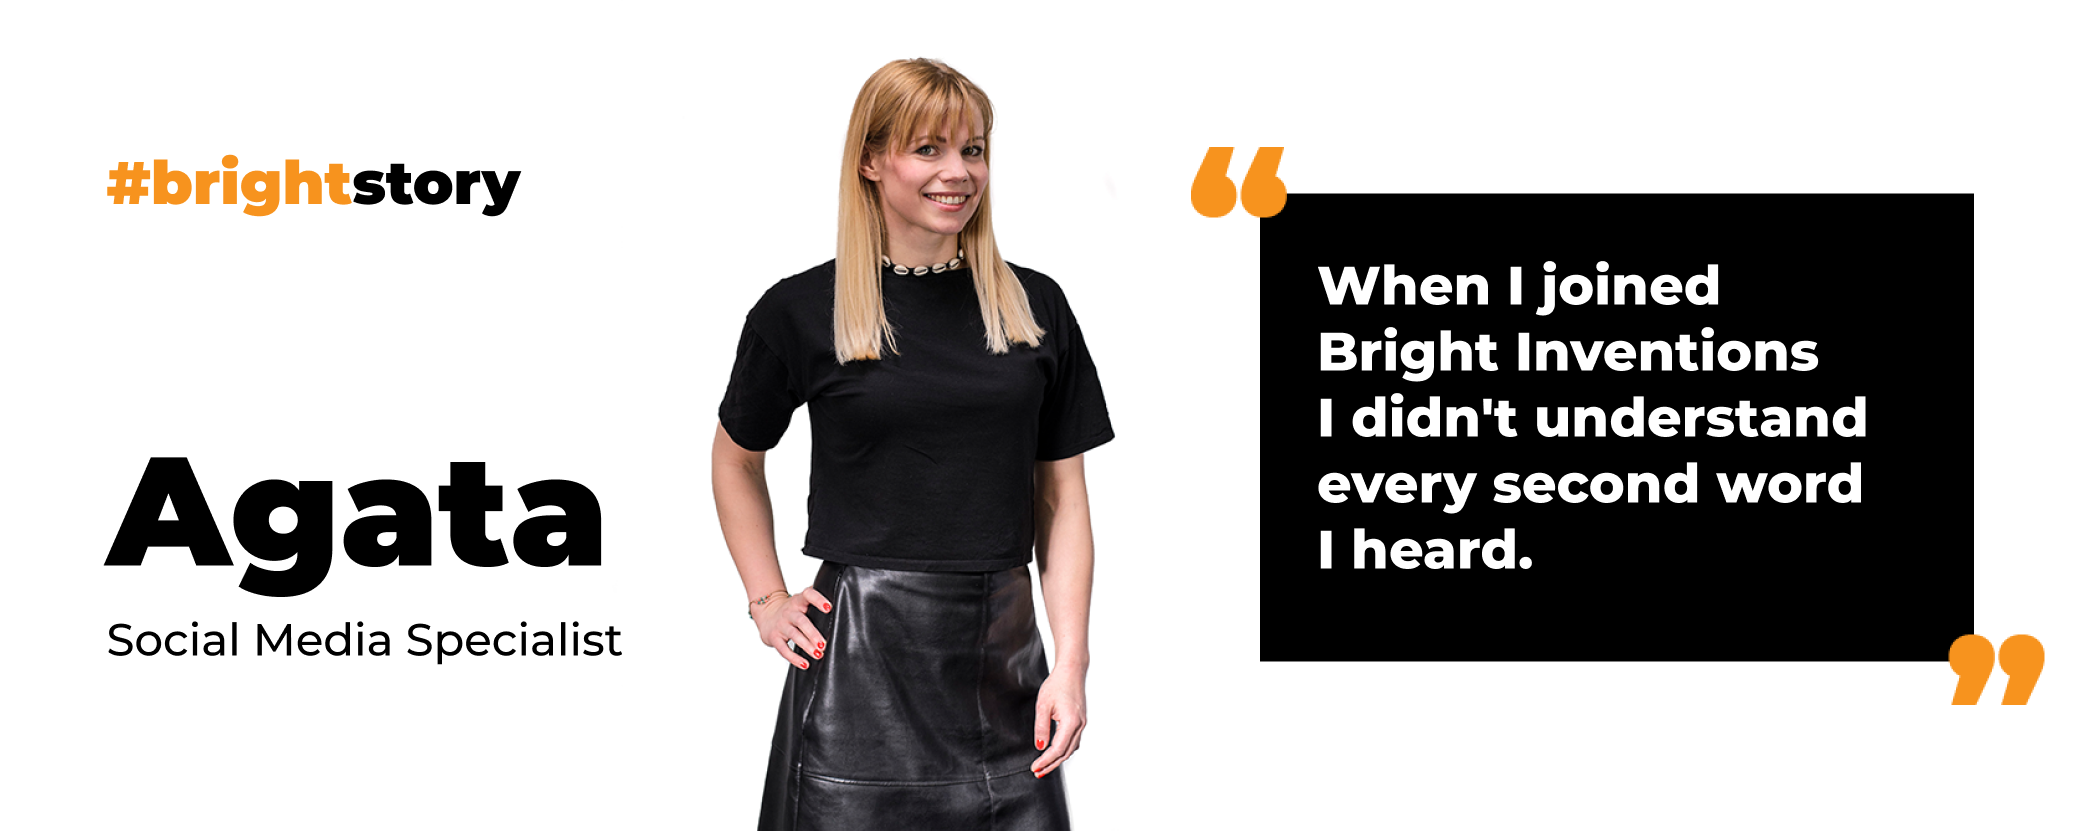 #brightstory
Agata
Social Media Specialist
“
When I joined
Bright Inventions
I didn't understand
every second word
I heard.
”